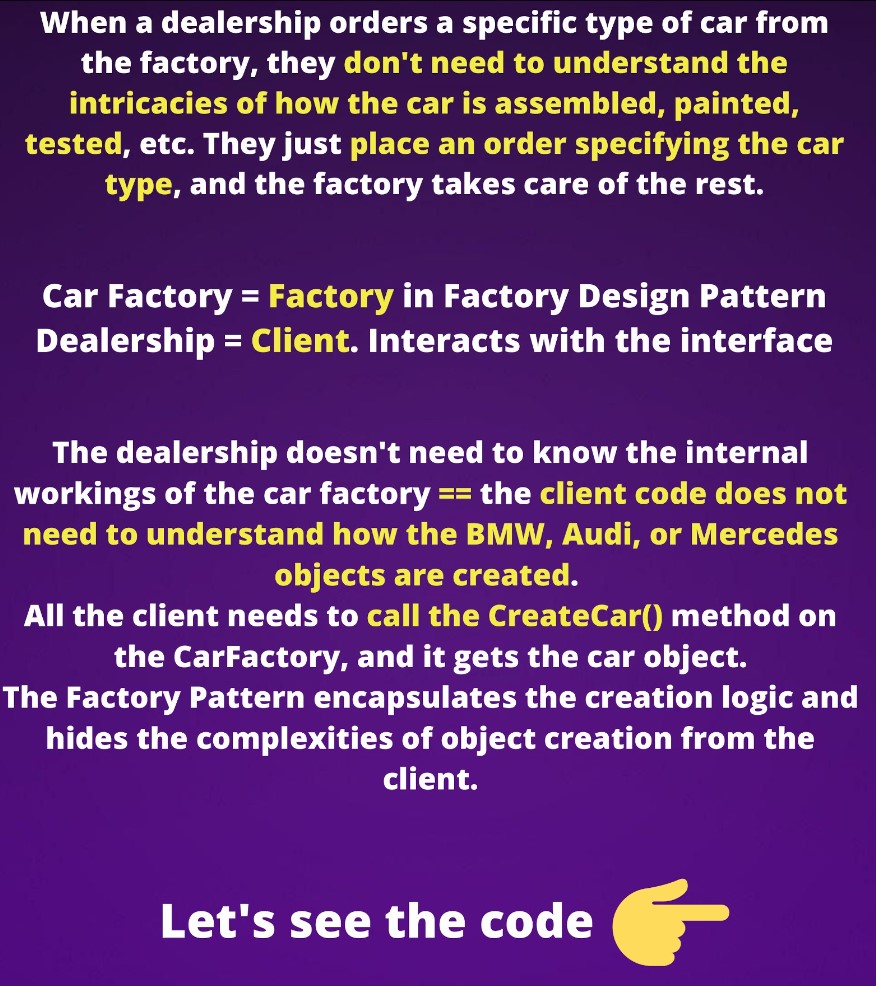 When a dealership orders a specific type of car from
the factory, they don't need to understand the
intricacies of how the car is assembled, painted,
tested, etc. They just place an order specifying the car
type, and the factory takes care of the rest.
Car Factory = Factory in Factory Design Pattern
Dealership = Client. Interacts with the interface
The dealership doesn't need to know the internal
workings of the car factory == the client code does not
need to understand how the BMW, Audi, or Mercedes
objects are created.
All the client needs to call the CreateCar() method on
the CarFactory, and it gets the car object.
The Factory Pattern encapsulates the creation logic and
hides the complexities of object creation from the
client.
Let's see the code